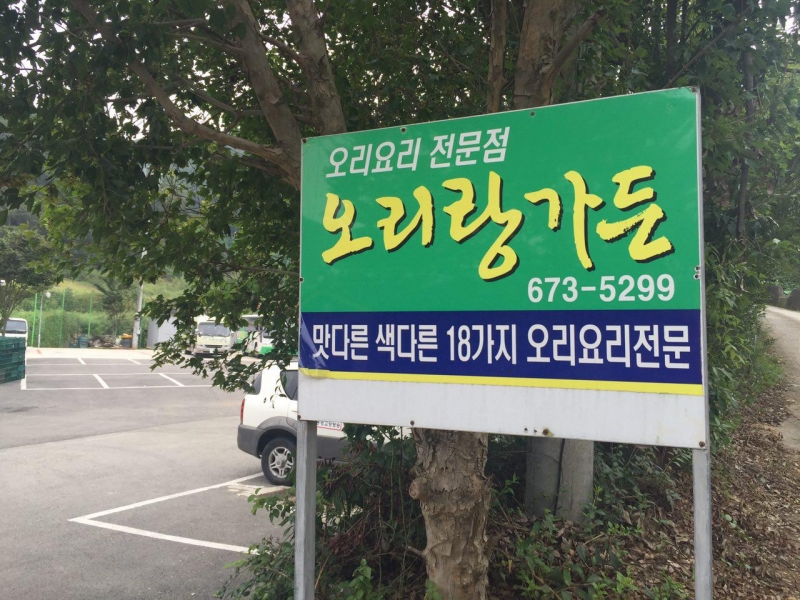 오리요리 전문점
오리랑가든
673-5299
맛다른 색다른 18가지 오리요리전문